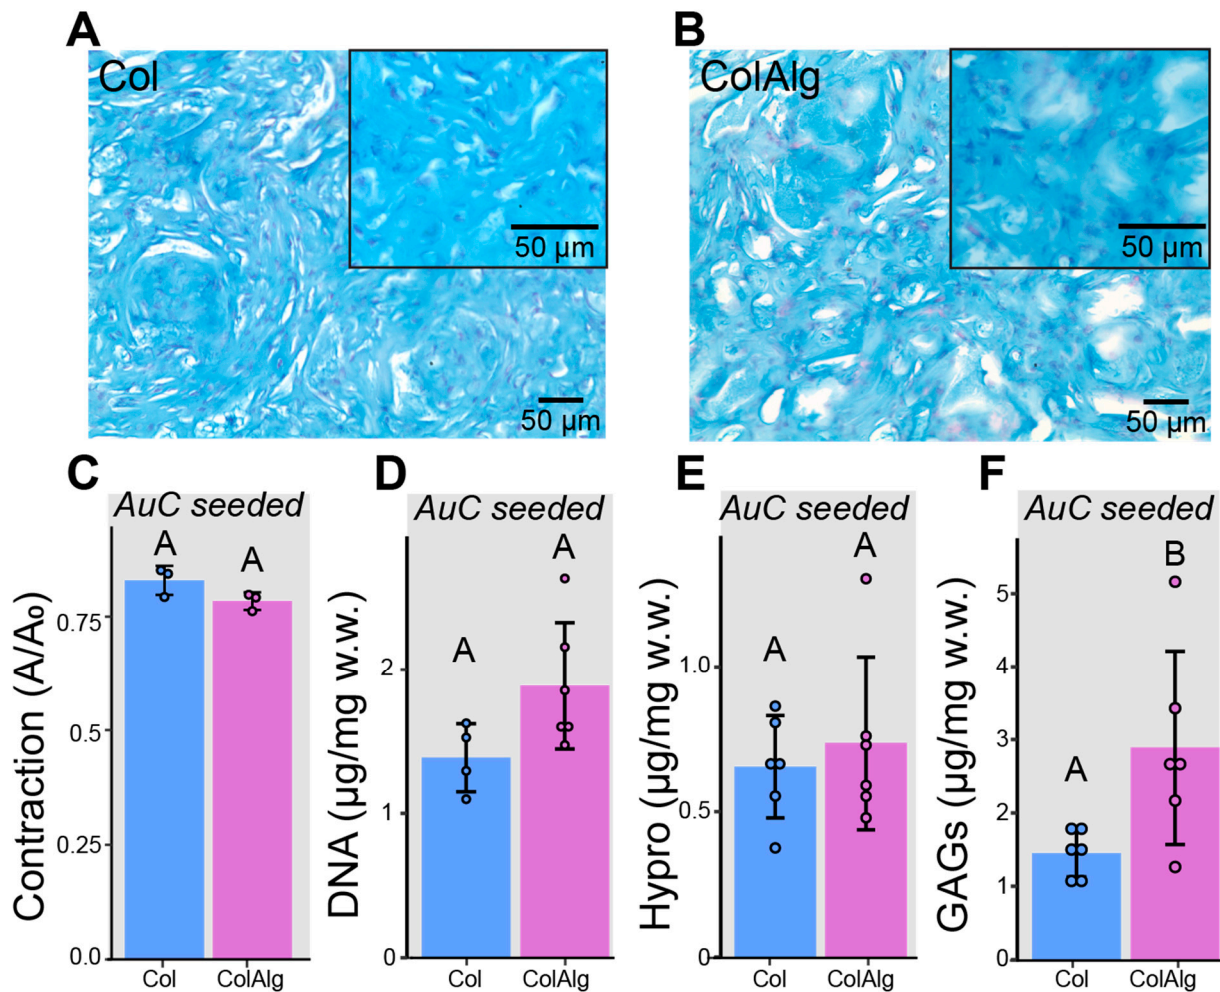 A
Col
50 µm
50 µm
B
ColAlg
50 µm
50 µm
C
AuC seeded
Contraction (A/A₀)
0.75
0.5
0.25
0.0
A
A
Col
ColAlg
D
AuC seeded
DNA (µg/mg w.w.)
2
1
0
A
A
Col
ColAlg
E
AuC seeded
Hypro (µg/mg w.w.)
1.0
0.5
0
A
A
Col
ColAlg
F
AuC seeded
GAGs (µg/mg w.w.)
5
4
3
2
1
0
A
B
Col
ColAlg